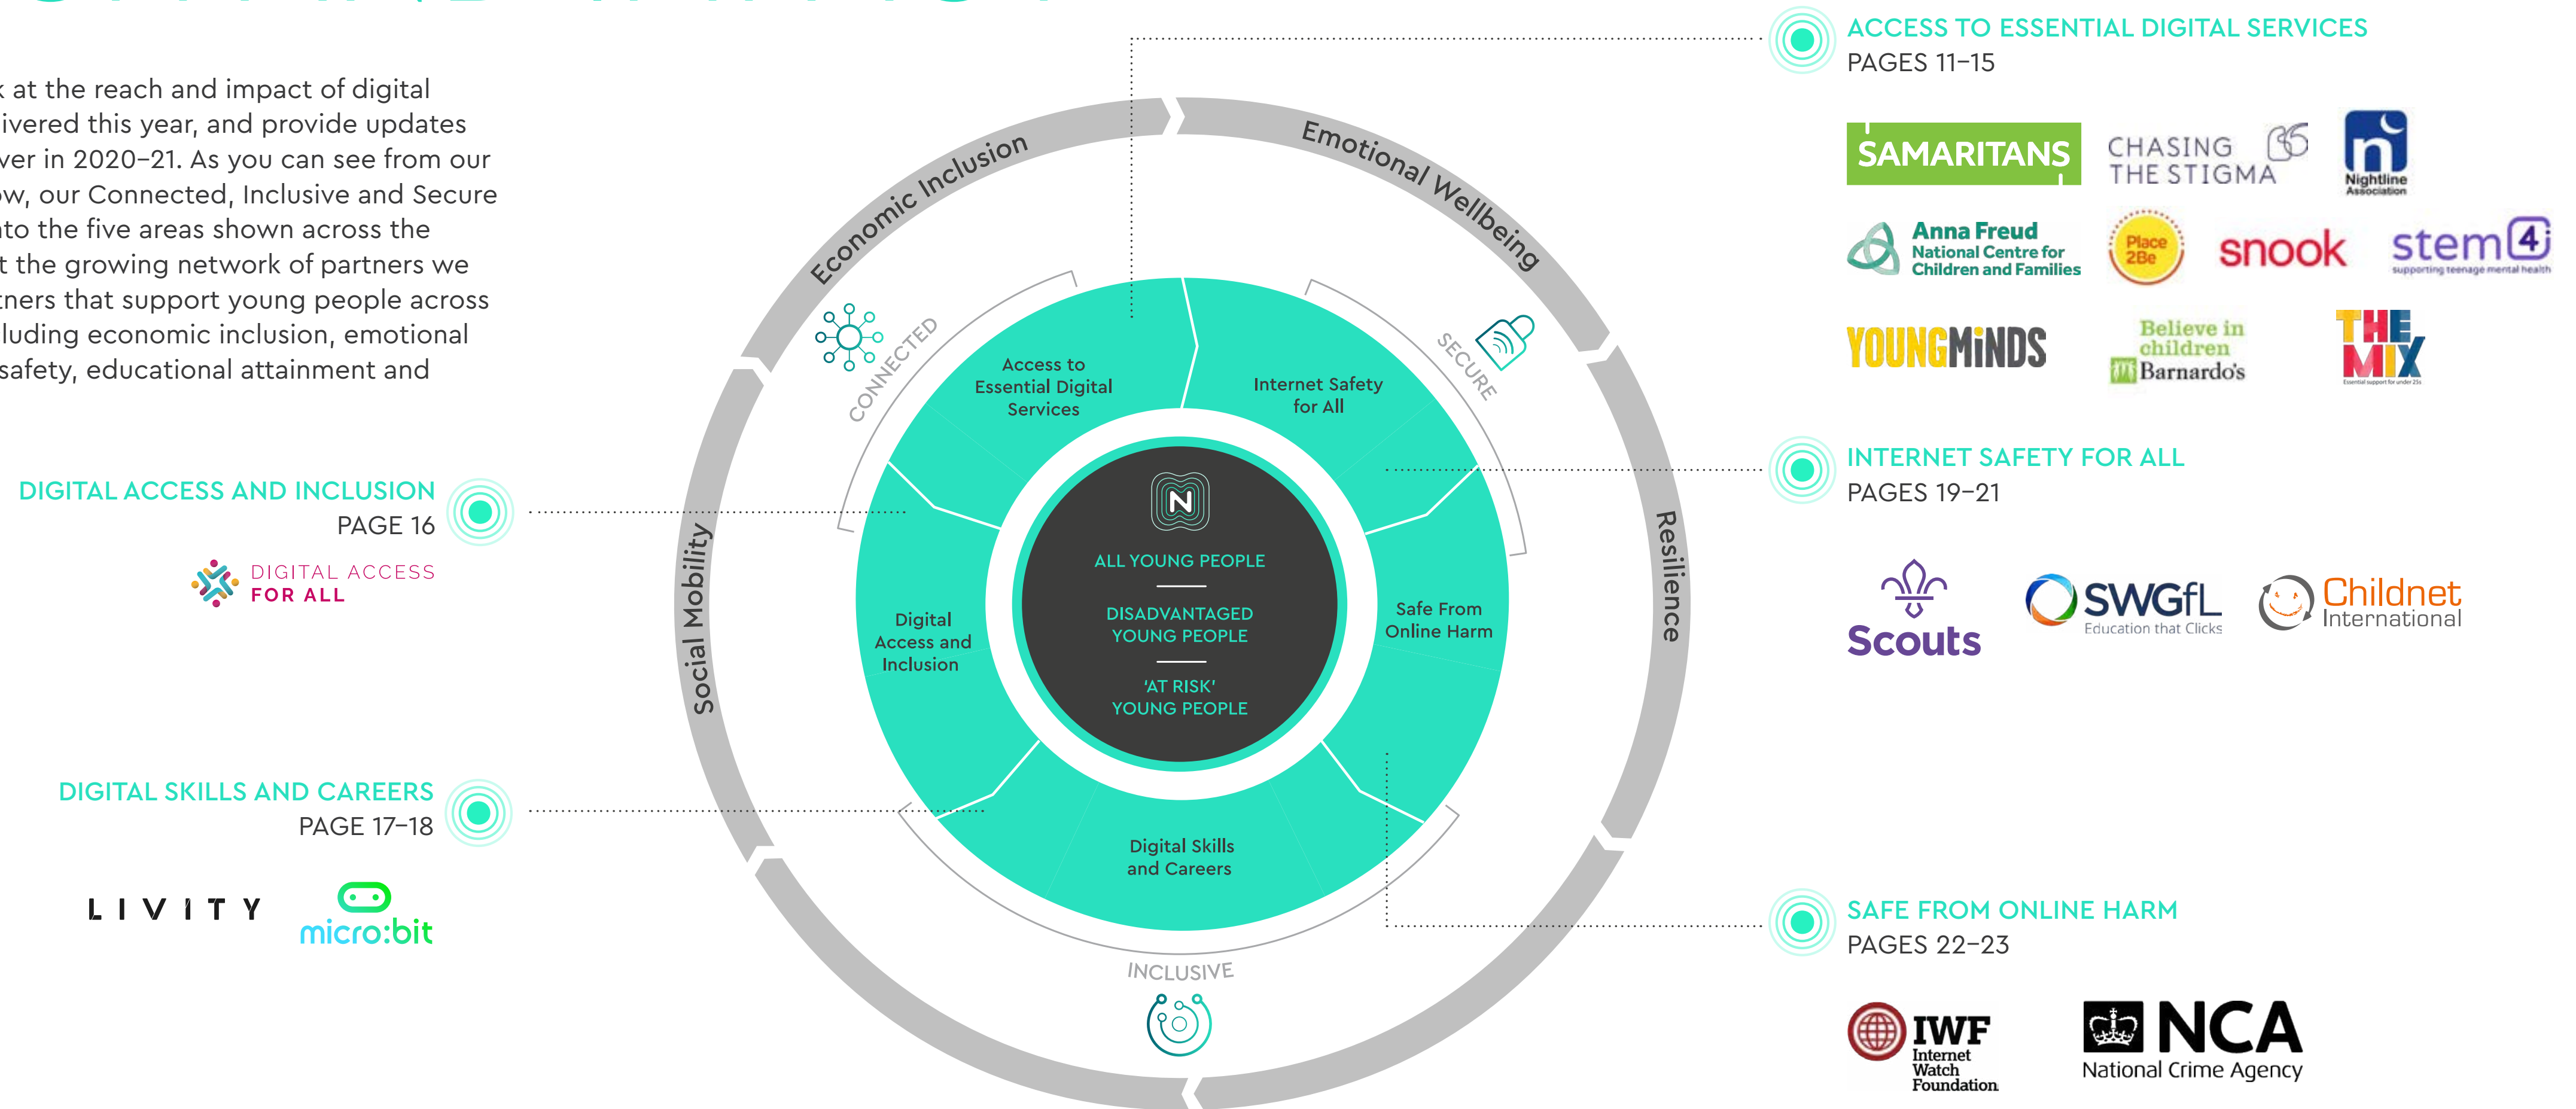 k at the reach and impact of digital
ivered this year, and provide updates
ver in 2020–21. As you can see from our
ow, our Connected, Inclusive and Secure
nto the five areas shown across the
t the growing network of partners we
tners that support young people across
luding economic inclusion, emotional
safety, educational attainment and
DIGITAL ACCESS AND INCLUSION
PAGE 16
DIGITAL ACCESS
FOR ALL
DIGITAL SKILLS AND CAREERS
PAGE 17–18
LIVITY
micro:bit
Economic Inclusion
Emotional Wellbeing
Social Mobility
Resilience
CONNECTED
SECURE
INCLUSIVE
Access to
Essential Digital
Services
Internet Safety
for All
Digital
Access and
Inclusion
Safe From
Online Harm
Digital Skills
and Careers
N
ALL YOUNG PEOPLE
DISADVANTAGED
YOUNG PEOPLE
‘AT RISK’
YOUNG PEOPLE
ACCESS TO ESSENTIAL DIGITAL SERVICES
PAGES 11–15
SAMARITANS
CHASING
THE STIGMA
n
Nightline
Association
Anna Freud
National Centre for
Children and Families
Place
2Be
snook
stem4
supporting teenage mental health
YOUNGMiNDS
Believe in
children
Barnardo's
THE
MIX
Essential support for under 25s
INTERNET SAFETY FOR ALL
PAGES 19–21
Scouts
SWGfL
Education that Clicks
Childnet
International
SAFE FROM ONLINE HARM
PAGES 22–23
IWF
Internet
Watch
Foundation
NCA
National Crime Agency